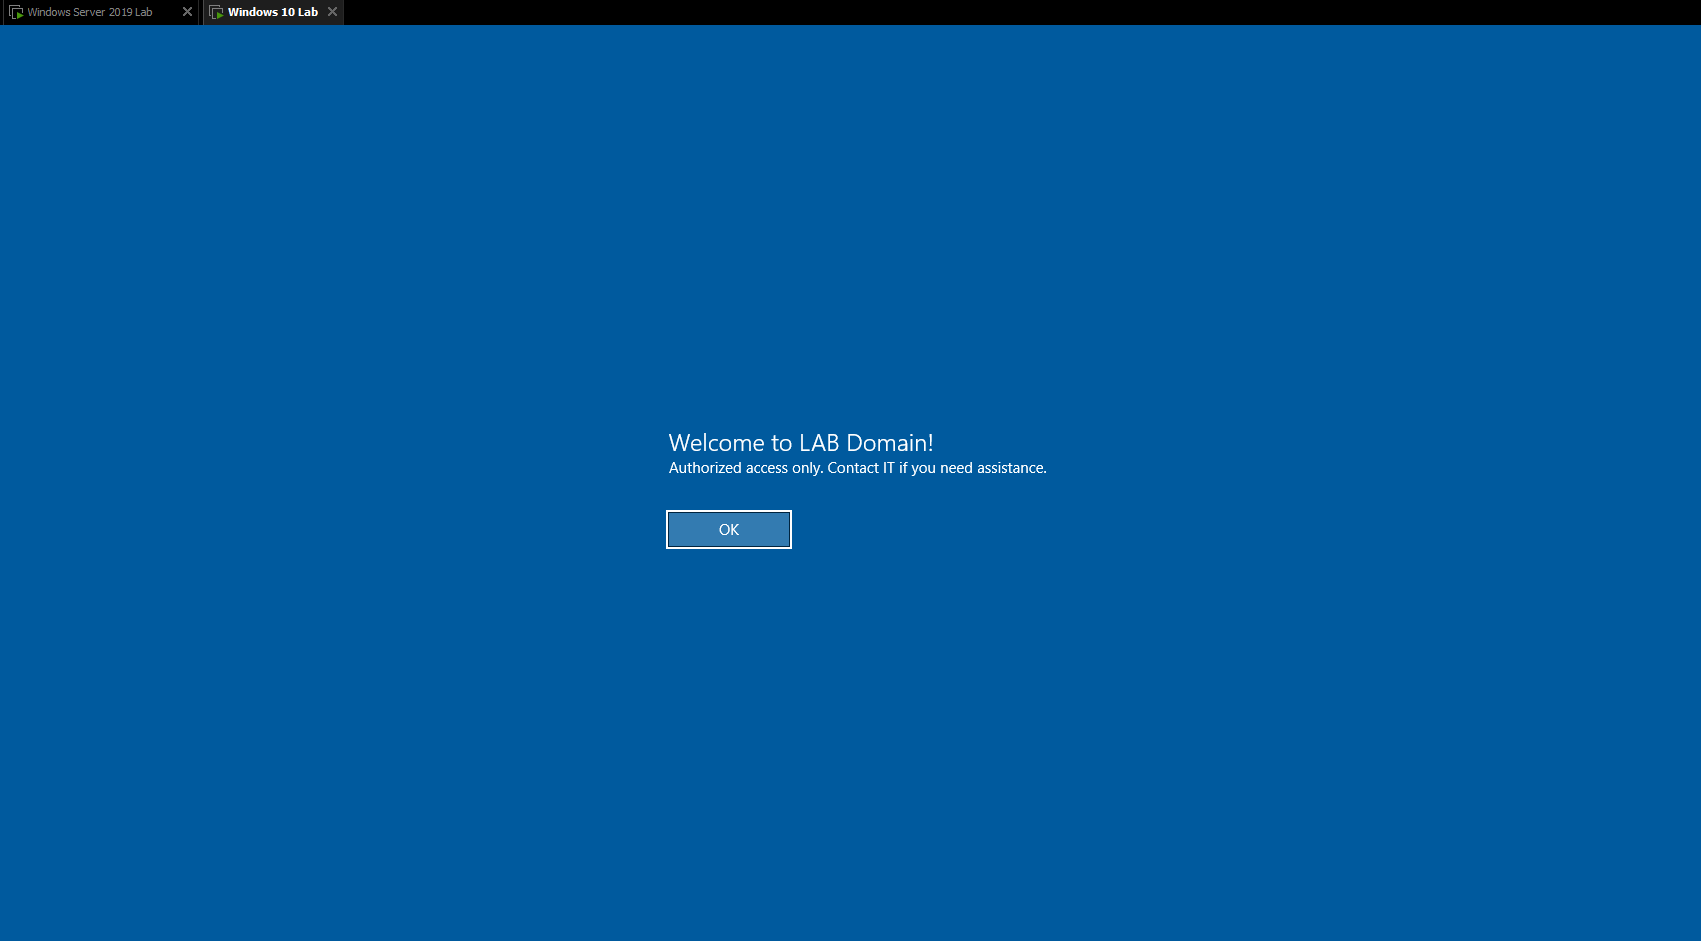 Windows Server 2019 Lab
Windows 10 Lab
Welcome to LAB Domain!
Authorized access only. Contact IT if you need assistance.
OK